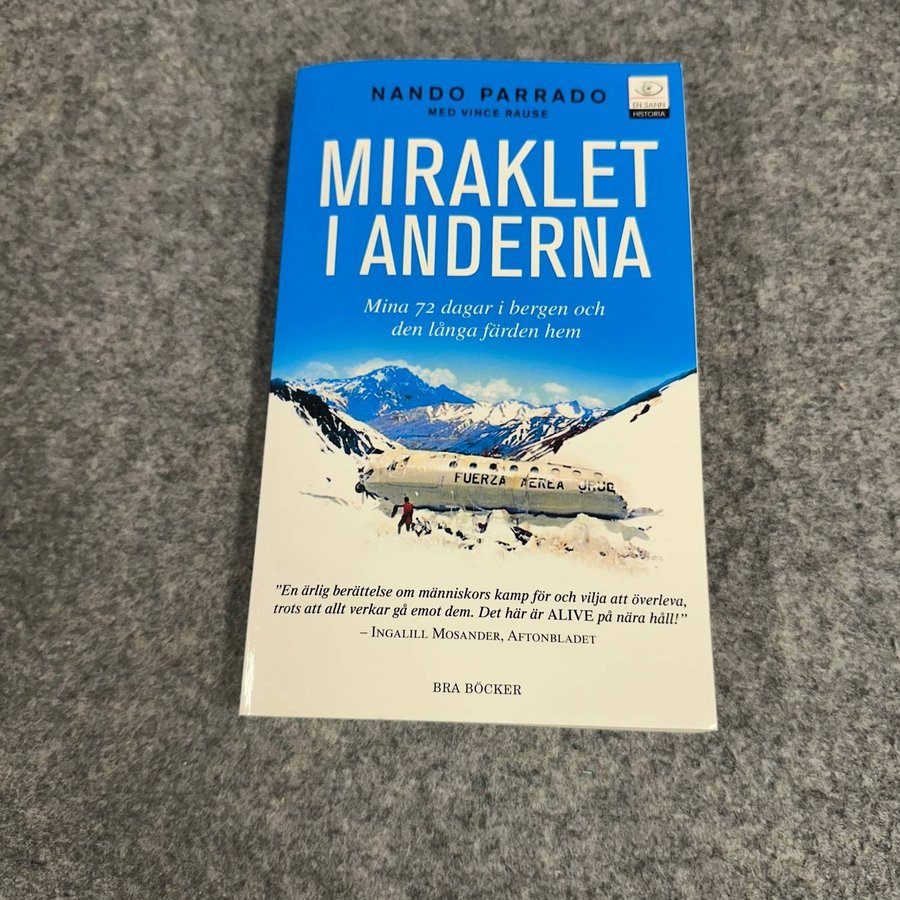 NANDO PARRADO
MED VINCE RAUSE
EN SANN
HISTORIA
MIRAKLET
I ANDERNA
Mina 72 dagar i bergen och
den långa färden hem
FUERZA AEREA URUG
"En ärlig berättelse om människors kamp för och vilja att överleva,
trots att allt verkar gå emot dem. Det här är ALIVE på nära håll!"
– INGALILL MOSANDER, AFTONBLADET
BRA BÖCKER